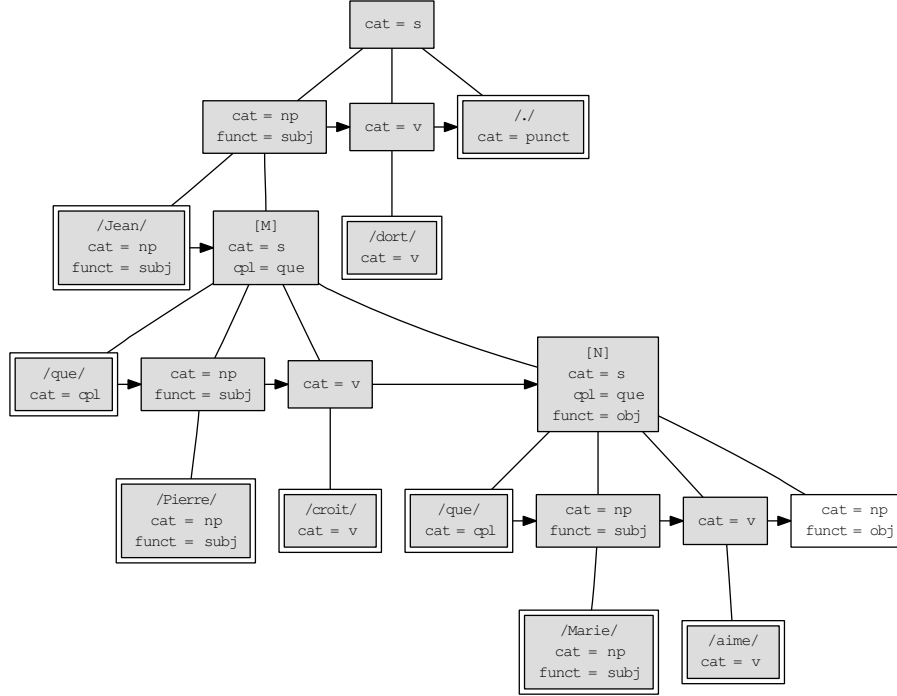 cat = s
cat = np
funct = subj
cat = v
/./
cat = punct
/Jean/
cat = np
funct = subj
[M]
cat = s
cpl = que
/dort/
cat = v
/que/
cat = cpl
cat = np
funct = subj
cat = v
[N]
cat = s
cpl = que
funct = obj
/Pierre/
cat = np
funct = subj
/croit/
cat = v
/que/
cat = cpl
cat = np
funct = subj
cat = v
cat = np
funct = obj
/Marie/
cat = np
funct = subj
/aime/
cat = v